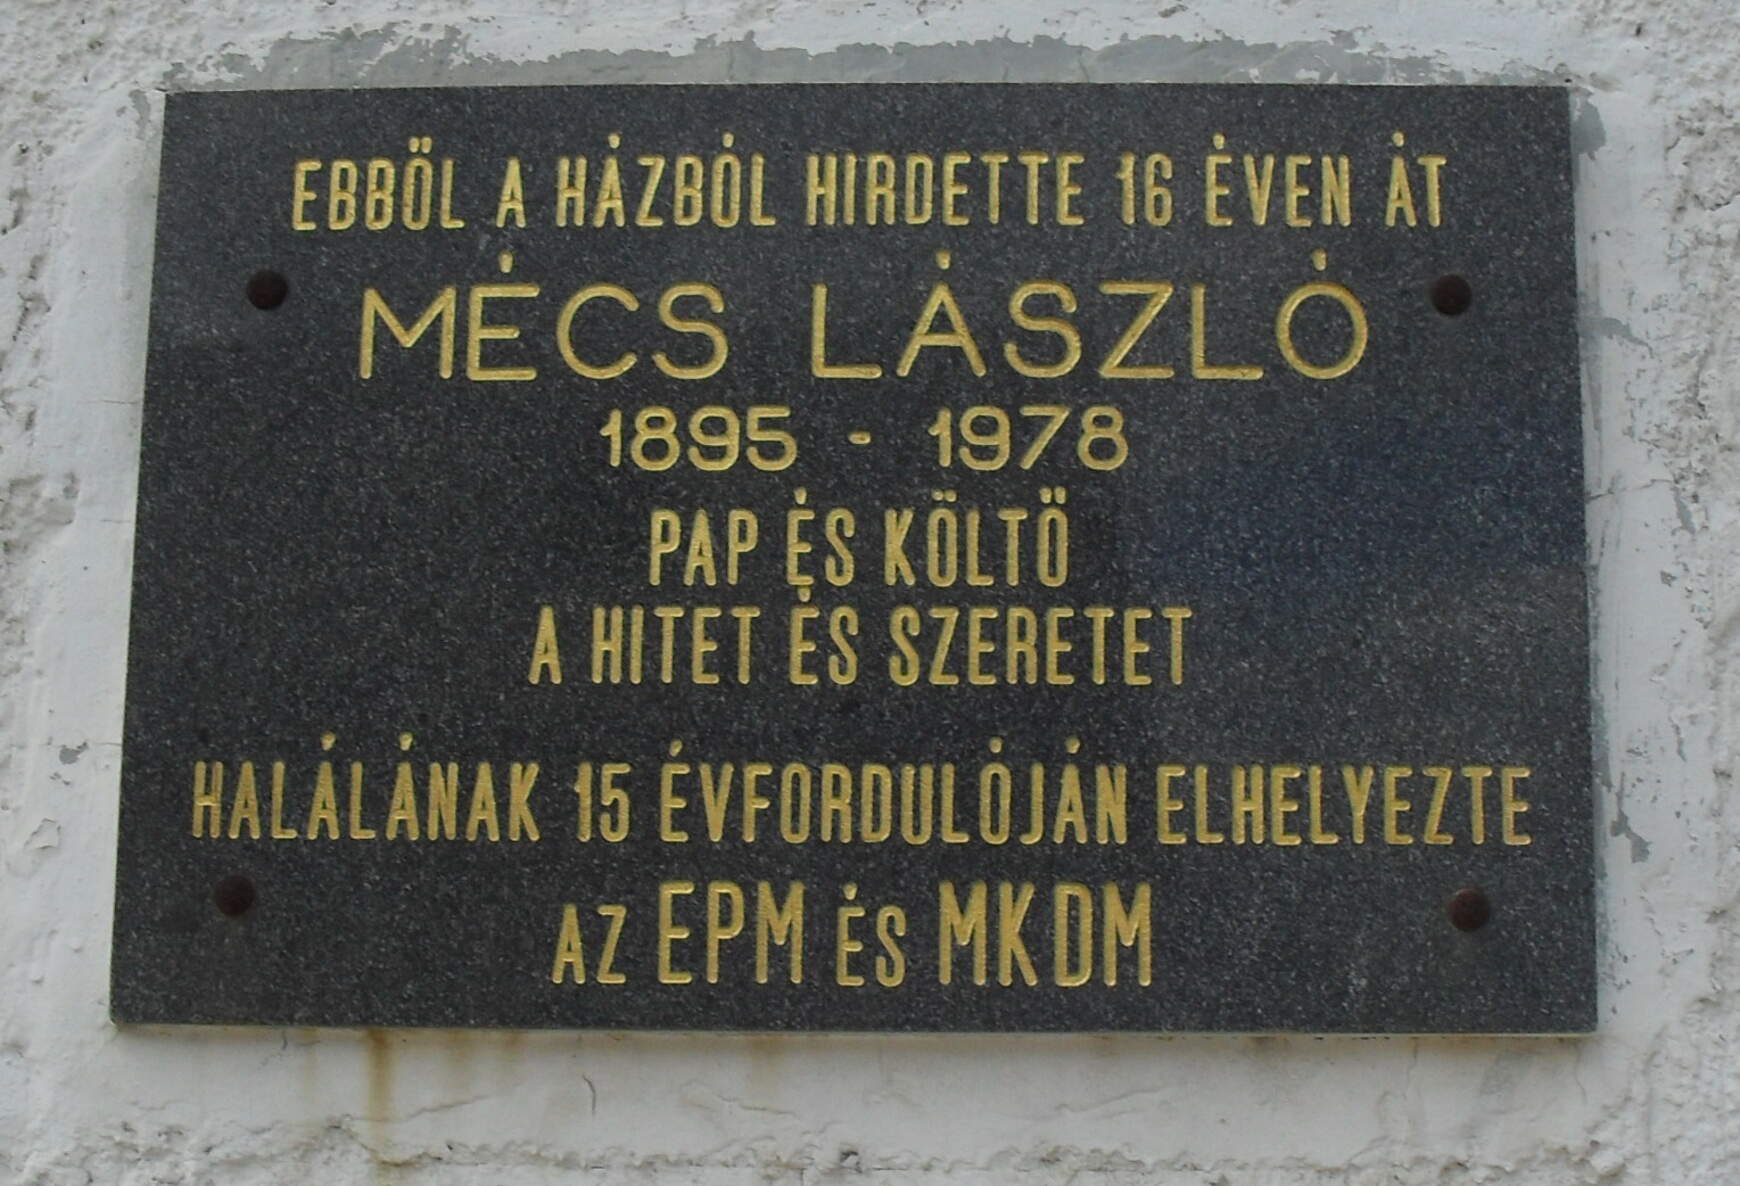 EBBŐL A HÁZBÓL HIRDETTE 16 ÉVEN ÁT
MÉCS LÁSZLÓ
1895 - 1978
PAP ÉS KÖLTŐ
A HITET ÉS SZERETET
HALÁLÁNAK 15 ÉVFORDULÓJÁN ELHELYEZTE
AZ EPM ÉS MKDM